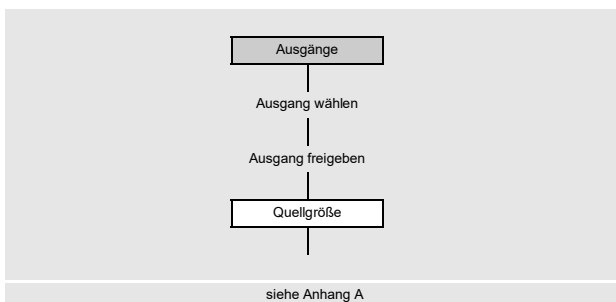 Ausgänge
Ausgang wählen
Ausgang freigeben
Quellgröße
siehe Anhang A